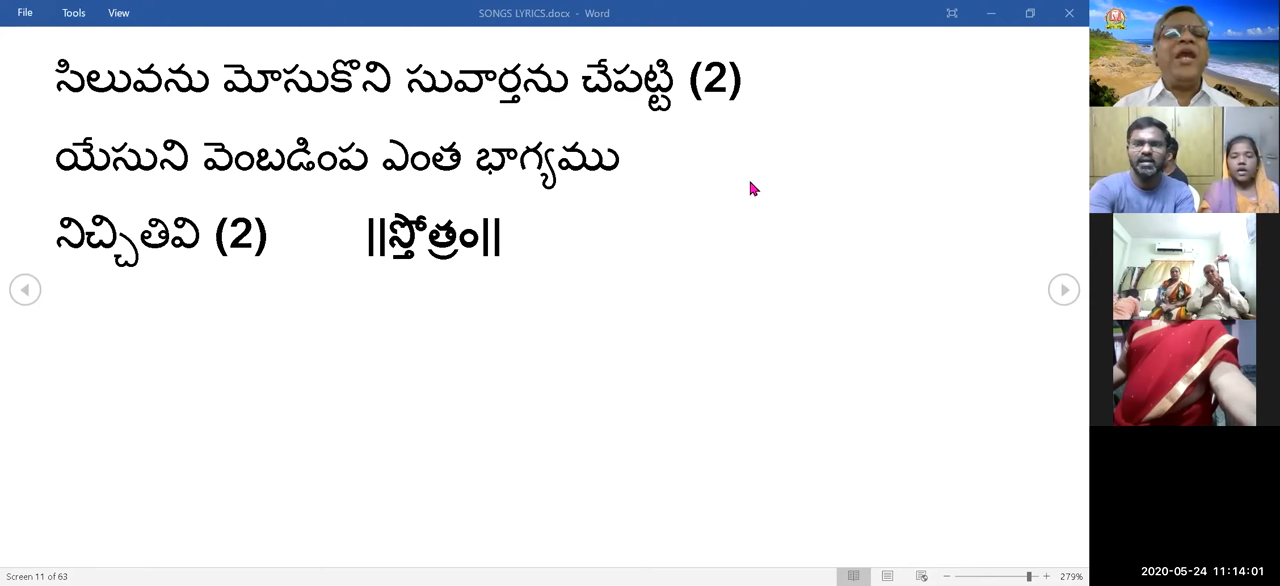 File Tools View SONGS LYRICS.docx - Word
సిలువను మోసుకొని సువార్తను చేపట్టి (2)
యేసుని వెంబడింప ఎంత భాగ్యము
నిచ్చితివి (2) ||స్తోత్రం||
Screen 11 of 63
279%
2020-05-24 11:14:01